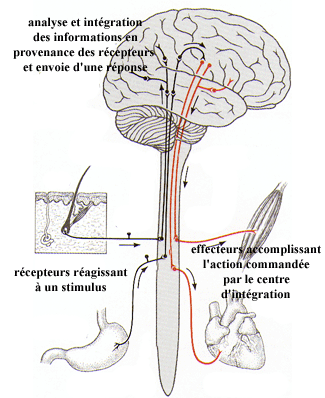 analyse et intégration
des informations en
provenance des récepteurs
et envoie d'une réponse
effecteurs accomplissant
l'action commandée
par le centre
d'intégration
récepteurs réagissant
à un stimulus